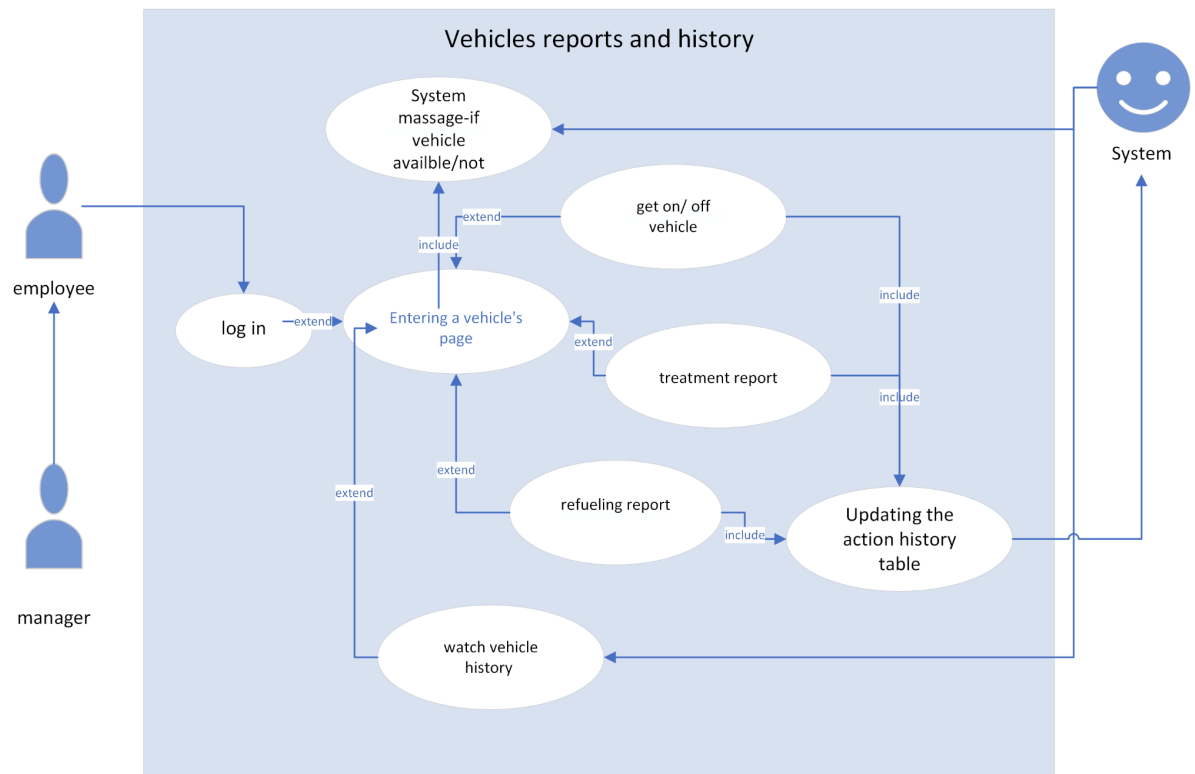 Vehicles reports and history
System
massage-if
vehicle
availble/not
System
get on/ off
vehicle
extend
include
employee
include
log in
extend
Entering a vehicle's
page
extend
treatment report
include
extend
extend
refueling report
include
Updating the
action history
table
manager
watch vehicle
history